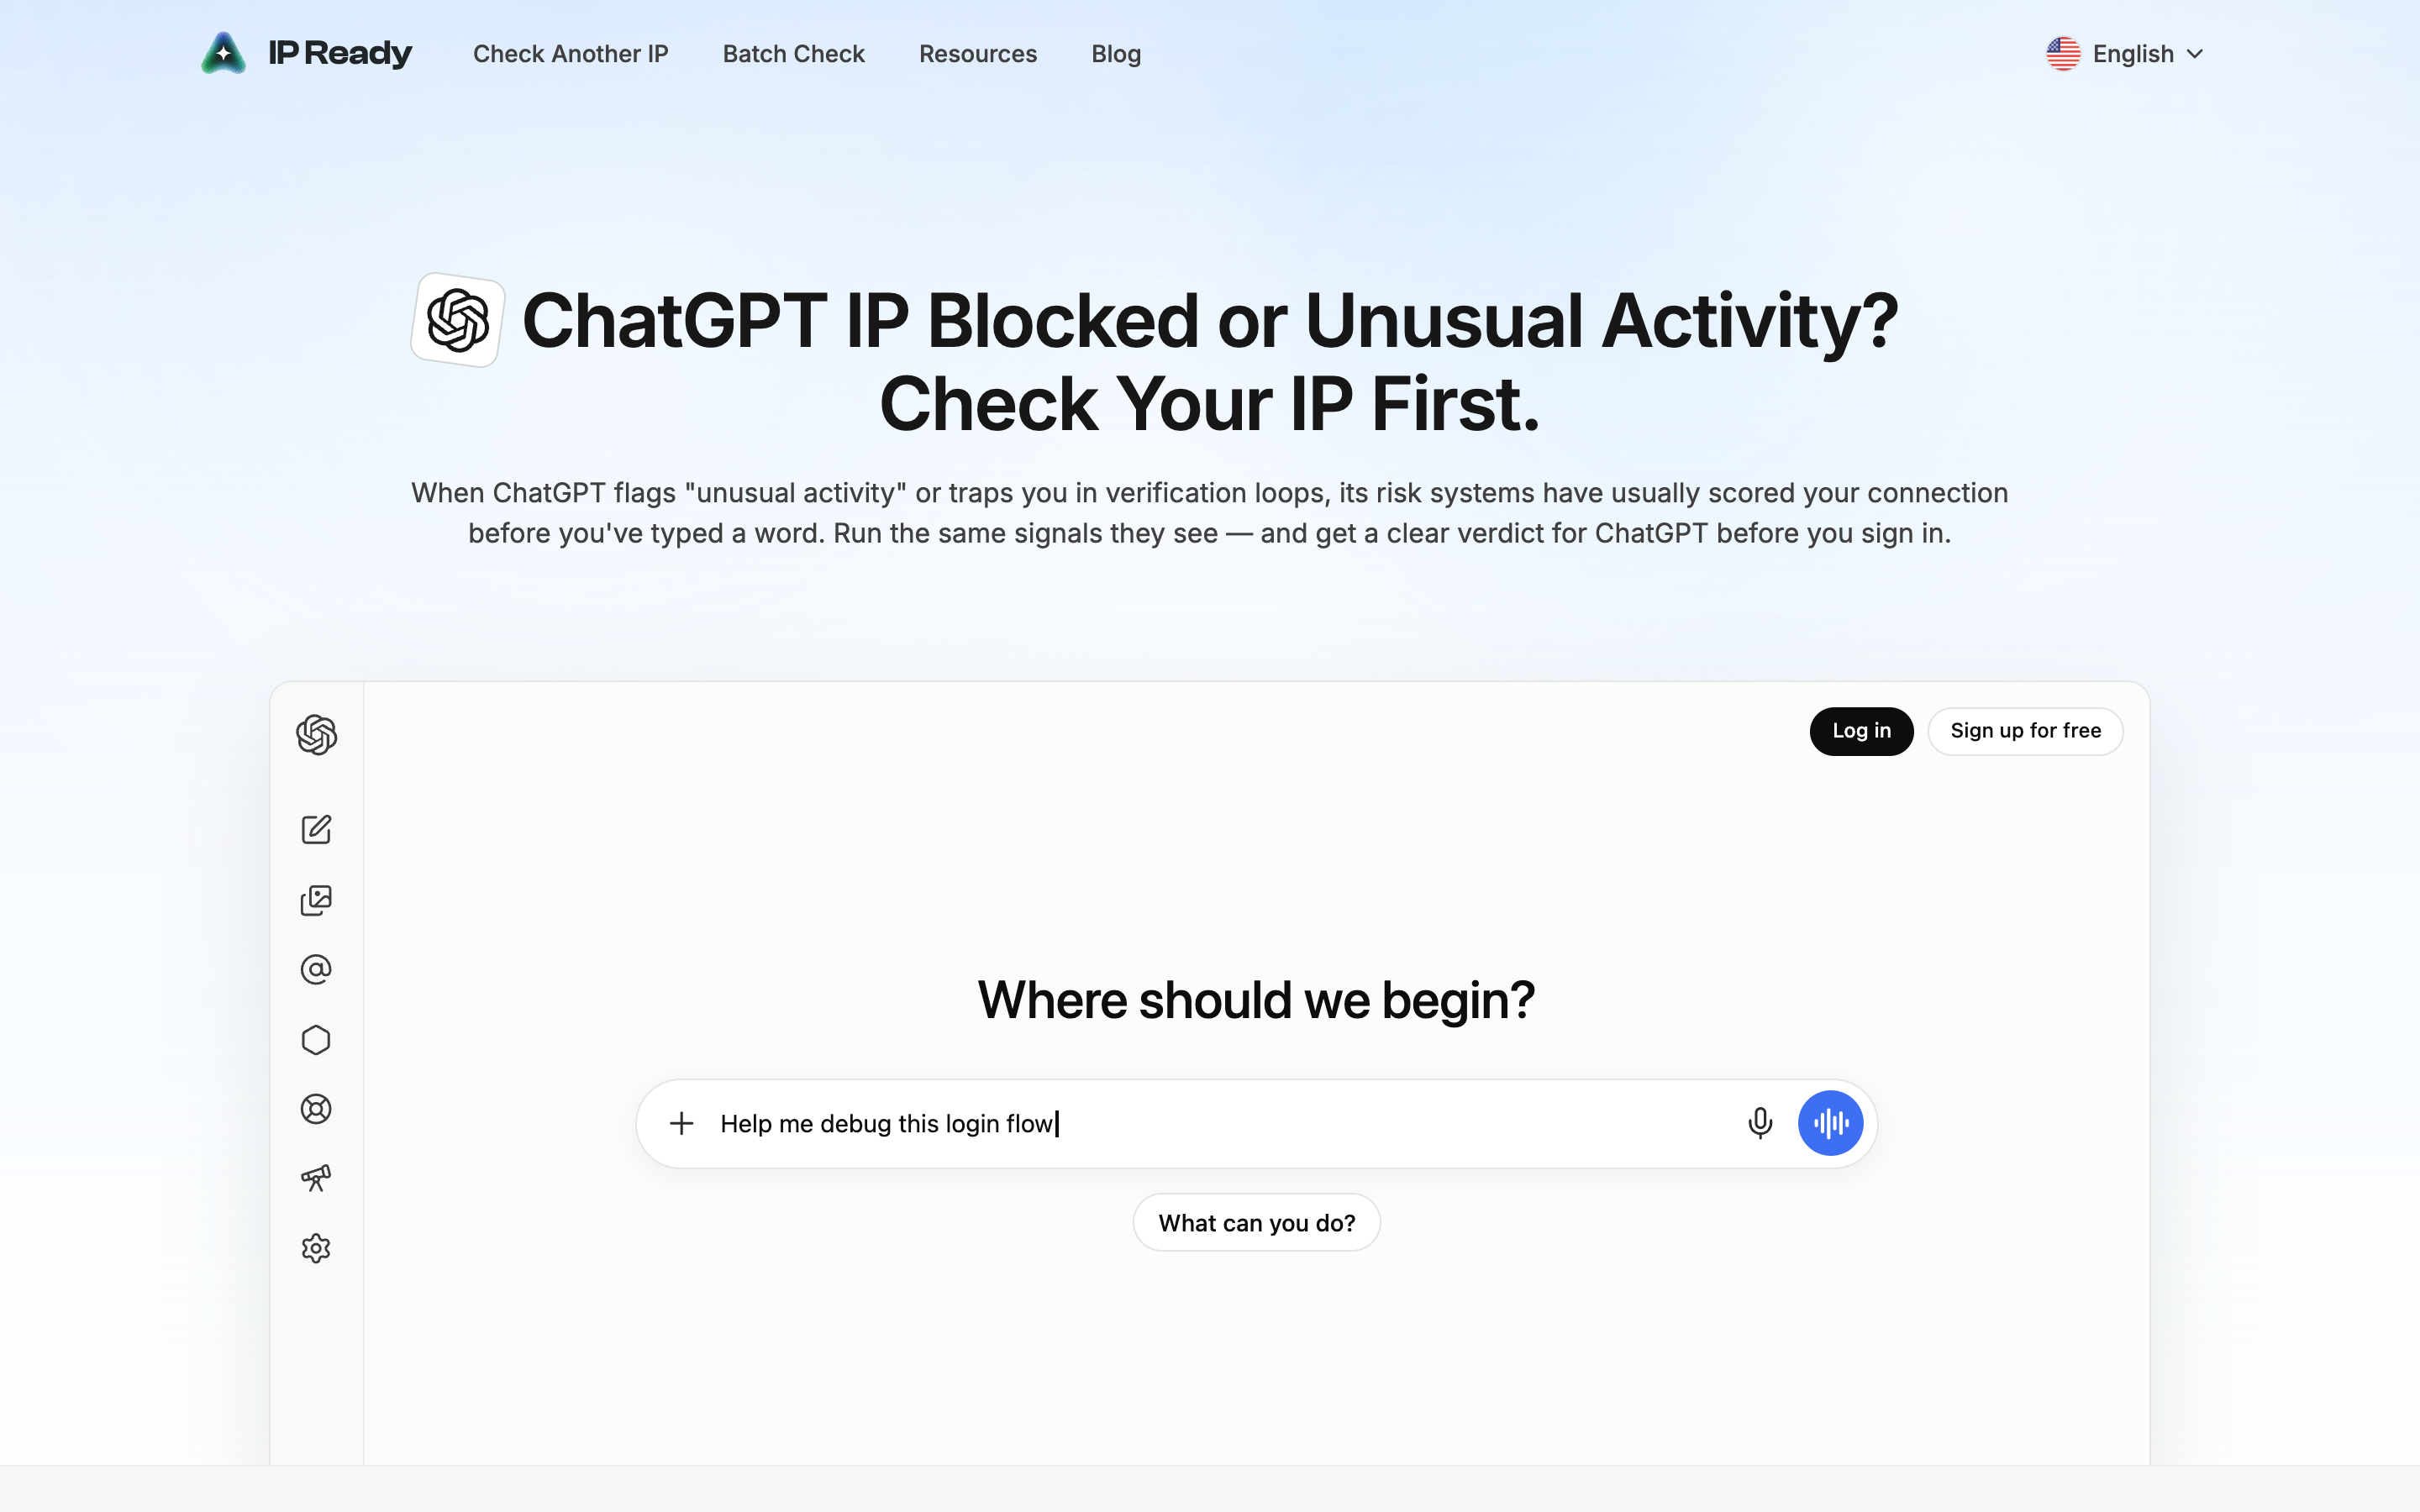 IP Ready
Check Another IP
Batch Check
Resources
Blog
English
ChatGPT IP Blocked or Unusual Activity?
Check Your IP First.
When ChatGPT flags "unusual activity" or traps you in verification loops, its risk systems have usually scored your connection
before you've typed a word. Run the same signals they see — and get a clear verdict for ChatGPT before you sign in.
Log in
Sign up for free
Where should we begin?
Help me debug this login flow
What can you do?